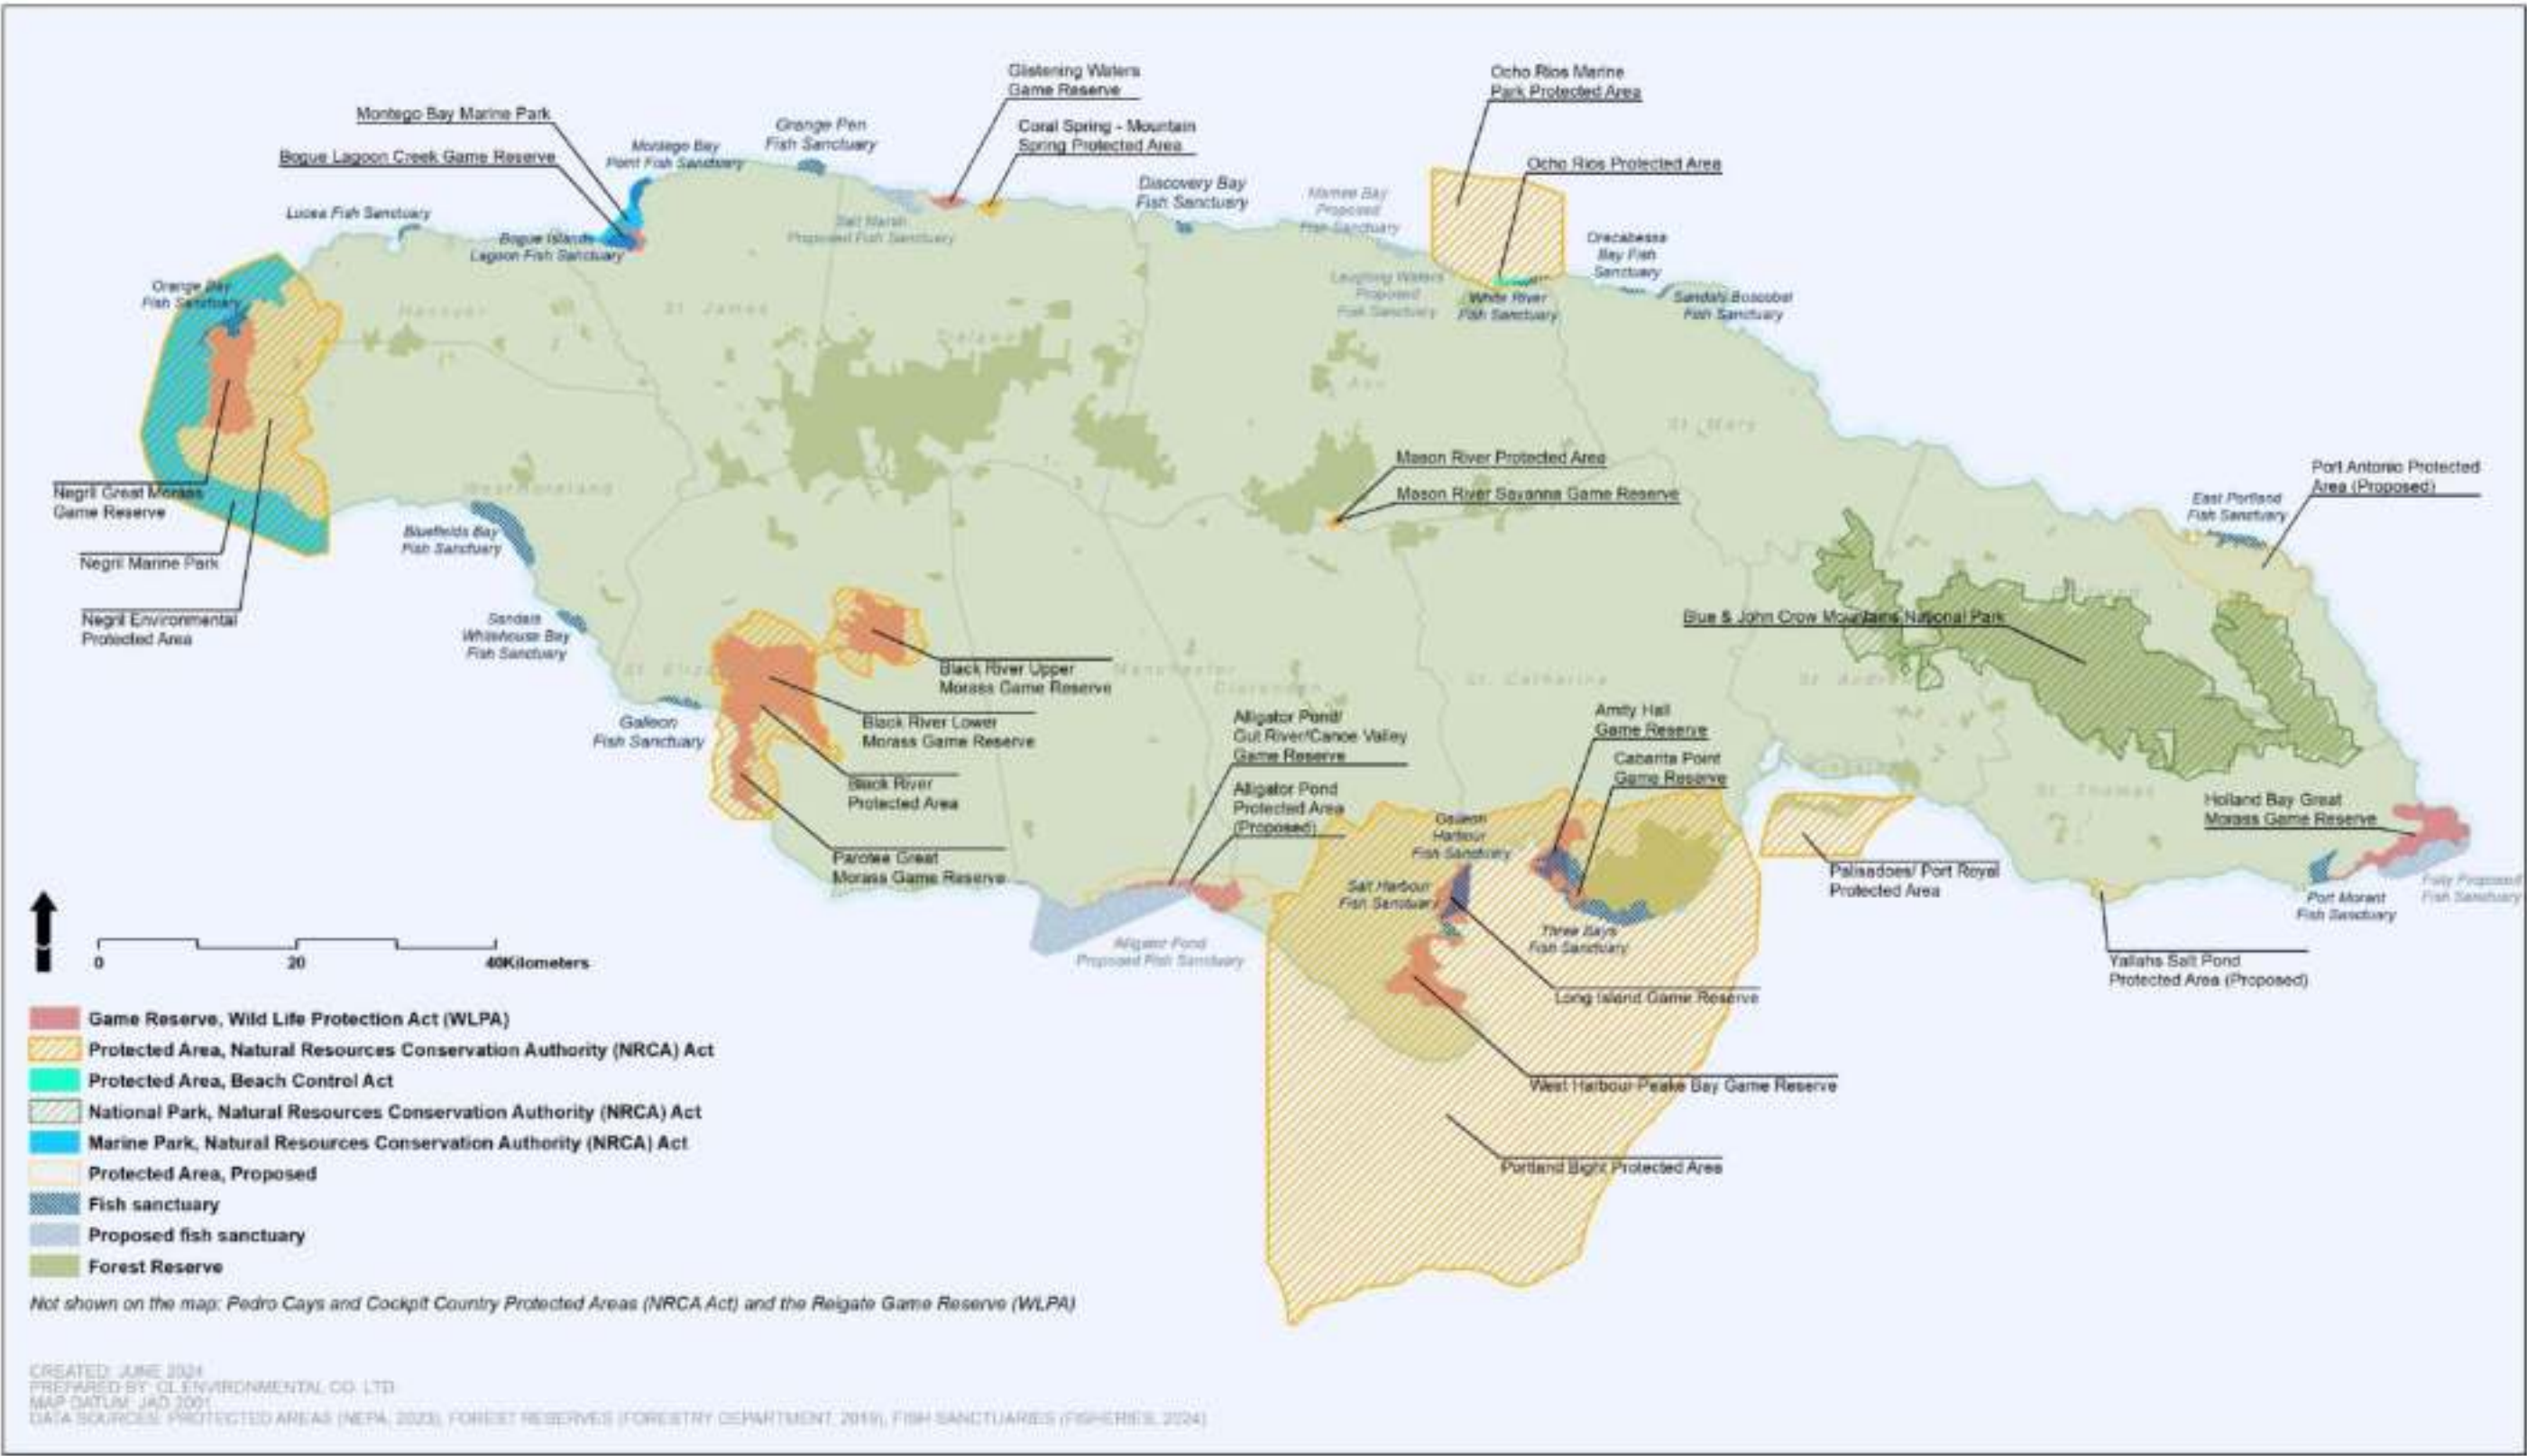 Glistening Waters
Game Reserve
Ocho Rios Marine
Park Protected Area
Montego Bay Marine Park
Grange Pen
Fish Sanctuary
Coral Spring - Mountain
Spring Protected Area
Bogue Lagoon Creek Game Reserve
Montego Bay
Point Fish Sanctuary
Ocho Rios Protected Area
Discovery Bay
Fish Sanctuary
Mamee Bay
Proposed
Fish Sanctuary
Lucea Fish Sanctuary
Salt Marsh
Proposed Fish Sanctuary
Bogue Islands
Lagoon Fish Sanctuary
Oracabessa
Bay Fish
Sanctuary
Orange Bay
Fish Sanctuary
Laughing Waters
Proposed
Fish Sanctuary
White River
Fish Sanctuary
Sandals Boscobel
Fish Sanctuary
Hanover
St. James
Trelawny
Ann
St. Mary
Mason River Protected Area
Mason River Savanna Game Reserve
Port Antonio Protected
Area (Proposed)
East Portland
Fish Sanctuary
Negril Great Morass
Game Reserve
Westmoreland
Bluefields Bay
Fish Sanctuary
Negril Marine Park
Negril Environmental
Protected Area
Sandals
Whitehouse Bay
Fish Sanctuary
Blue & John Crow Mountains National Park
St. Eliz
Black River Upper
Morass Game Reserve
Manchester
Clarendon
St. Catherine
St. Andrew
Galleon
Fish Sanctuary
Black River Lower
Morass Game Reserve
Alligator Pond/
Gut River/Canoe Valley
Game Reserve
Amity Hall
Game Reserve
Cabarita Point
Game Reserve
Black River
Protected Area
Alligator Pond
Protected Area
(Proposed)
St. Thomas
Holland Bay Great
Morass Game Reserve
Galleon
Harbour
Fish Sanctuary
Parotee Great
Morass Game Reserve
Salt Harbour
Fish Sanctuary
Palisadoes/ Port Royal
Protected Area
Port Morant
Fish Sanctuary
Proposed
Fish Sanctuary
Three Bays
Fish Sanctuary
Alligator Pond
Proposed Fish Sanctuary
Yallahs Salt Pond
Protected Area (Proposed)
Long Island Game Reserve
West Harbour-Peake Bay Game Reserve
Portland Bight Protected Area
N
0 20 40Kilometers
Game Reserve, Wild Life Protection Act (WLPA)
Protected Area, Natural Resources Conservation Authority (NRCA) Act
Protected Area, Beach Control Act
National Park, Natural Resources Conservation Authority (NRCA) Act
Marine Park, Natural Resources Conservation Authority (NRCA) Act
Protected Area, Proposed
Fish sanctuary
Proposed fish sanctuary
Forest Reserve
Not shown on the map: Pedro Cays and Cockpit Country Protected Areas (NRCA Act) and the Reigate Game Reserve (WLPA)
CREATED: JUNE 2024
PREPARED BY: CL ENVIRONMENTAL CO. LTD.
MAP DATUM: JAD 2001
DATA SOURCES: PROTECTED AREAS (NEPA, 2023), FOREST RESERVES (FORESTRY DEPARTMENT, 2019), FISH SANCTUARIES (FISHERIES, 2024)